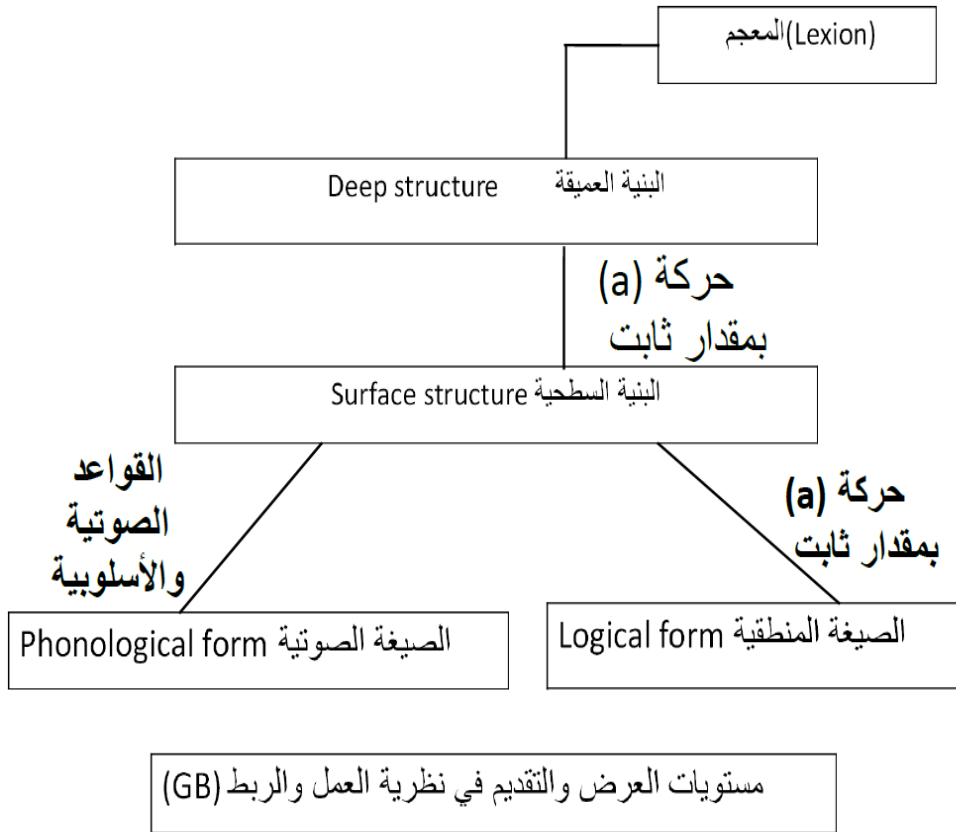 المعجم(Lexion)
Deep structure البنية العميقة
حركة (a)
بمقدار ثابت
Surface structure البنية السطحية
القواعد
الصوتية
والأسلوبية
حركة (a)
بمقدار ثابت
Phonological form الصيغة الصوتية
Logical form الصيغة المنطقية
مستويات العرض والتقديم في نظرية العمل والربط (GB)